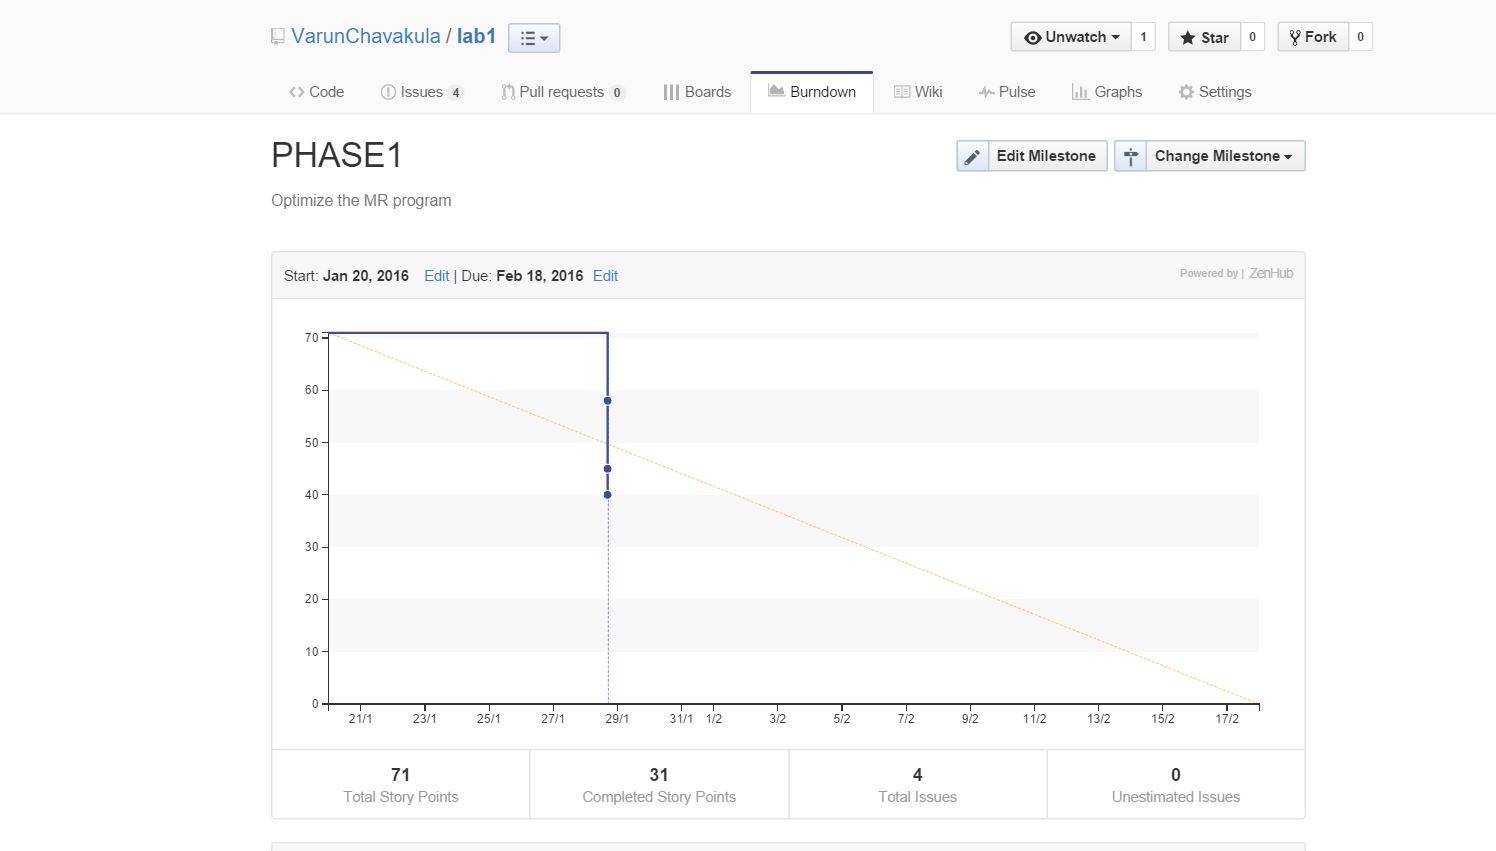 VarunChavakula / lab1
Unwatch 1 Star 0 Fork 0
Code Issues 4 Pull requests 0 Boards Burndown Wiki Pulse Graphs Settings
PHASE1
Edit Milestone Change Milestone
Optimize the MR program
Start: Jan 20, 2016 Edit | Due: Feb 18, 2016 Edit
Powered by | ZenHub
70
60
50
40
30
20
10
0
21/1 23/1 25/1 27/1 29/1 31/1 1/2 3/2 5/2 7/2 9/2 11/2 13/2 15/2 17/2
71 31 4 0
Total Story Points Completed Story Points Total Issues Unestimated Issues